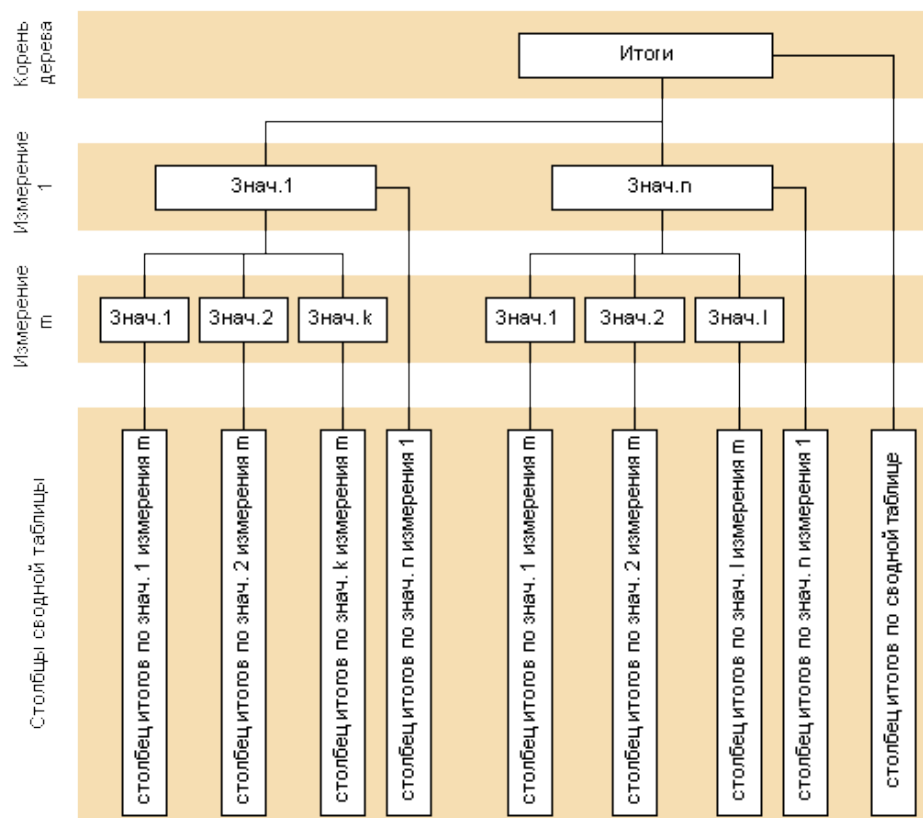 Корень
дерева
Итоги
Измерение
1
Знач.1
Знач.n
Измерение
m
Знач.1
Знач.2
Знач.k
Знач.1
Знач.2
Знач.l
Столбцы сводной таблицы
столбец итогов по знач. 1 измерения m
столбец итогов по знач. 2 измерения m
столбец итогов по знач. k измерения m
столбец итогов по знач. n измерения 1
столбец итогов по знач. 1 измерения m
столбец итогов по знач. 2 измерения m
столбец итогов по знач. l измерения m
столбец итогов по знач. n измерения 1
столбец итогов по сводной таблице